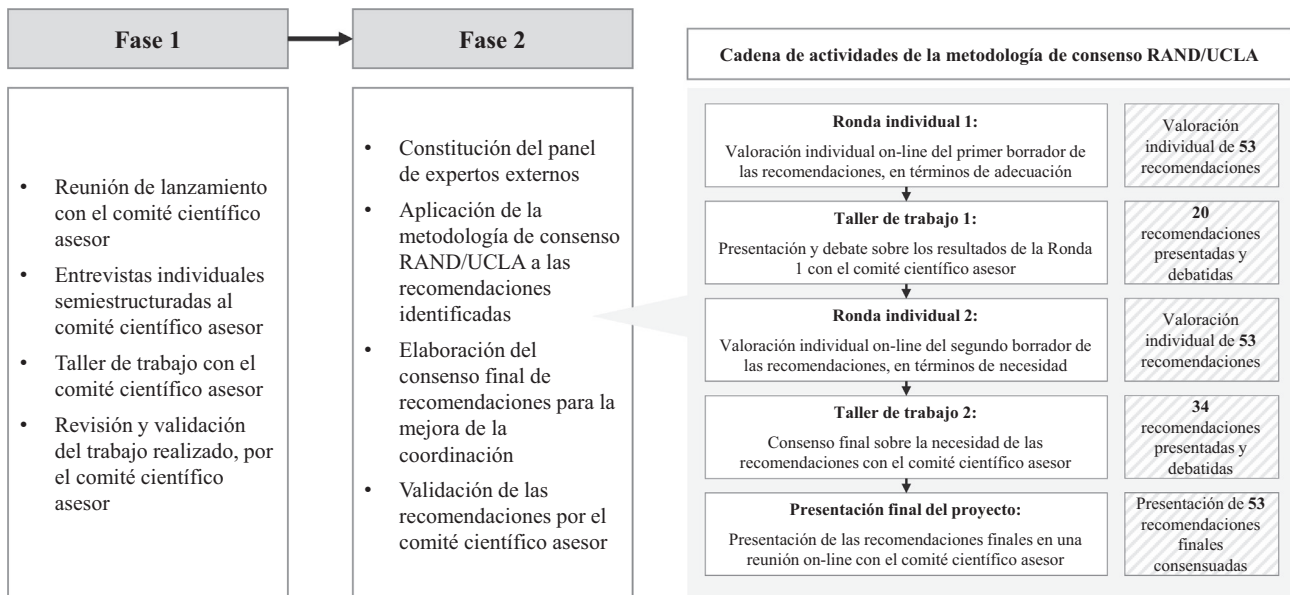 Fase 1
Fase 2
• Reunión de lanzamiento
con el comité científico
asesor
• Entrevistas individuales
semiestructuradas al
comité científico asesor
• Taller de trabajo con el
comité científico asesor
• Revisión y validación
del trabajo realizado, por
el comité científico
asesor
• Constitución del panel
de expertos externos
• Aplicación de la
metodología de consenso
RAND/UCLA a las
recomendaciones
identificadas
• Elaboración del
consenso final de
recomendaciones para la
mejora de la
coordinación
• Validación de las
recomendaciones por el
comité científico asesor
Cadena de actividades de la metodología de consenso RAND/UCLA
Ronda individual 1:
Valoración individual on-line del primer borrador de
las recomendaciones, en términos de adecuación
Valoración
individual de 53
recomendaciones
Taller de trabajo 1:
Presentación y debate sobre los resultados de la Ronda
1 con el comité científico asesor
20
recomendaciones
presentadas y
debatidas
Ronda individual 2:
Valoración individual on-line del segundo borrador de
las recomendaciones, en términos de necesidad
Valoración
individual de 53
recomendaciones
Taller de trabajo 2:
Consenso final sobre la necesidad de las
recomendaciones con el comité científico asesor
34
recomendaciones
presentadas y
debatidas
Presentación final del proyecto:
Presentación de las recomendaciones finales en una
reunión on-line con el comité científico asesor
Presentación de 53
recomendaciones
finales
consensuadas